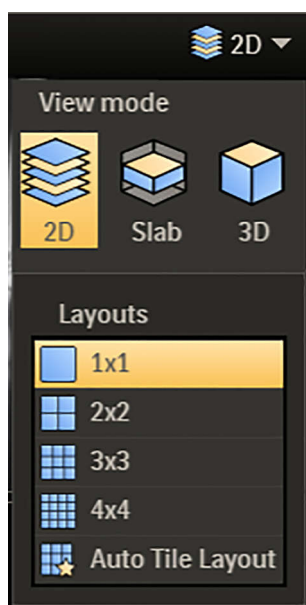 2D
View mode
2D Slab 3D
Layouts
1x1
2x2
3x3
4x4
Auto Tile Layout